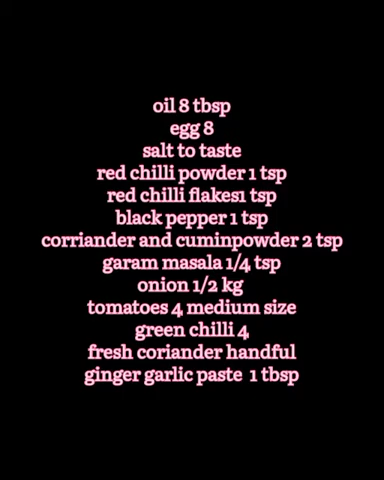 oil 8 tbsp
egg 8
salt to taste
red chilli powder 1 tsp
red chilli flakes1 tsp
black pepper 1 tsp
corriander and cuminpowder 2 tsp
garam masala 1/4 tsp
onion 1/2 kg
tomatoes 4 medium size
green chilli 4
fresh coriander handful
ginger garlic paste 1 tbsp